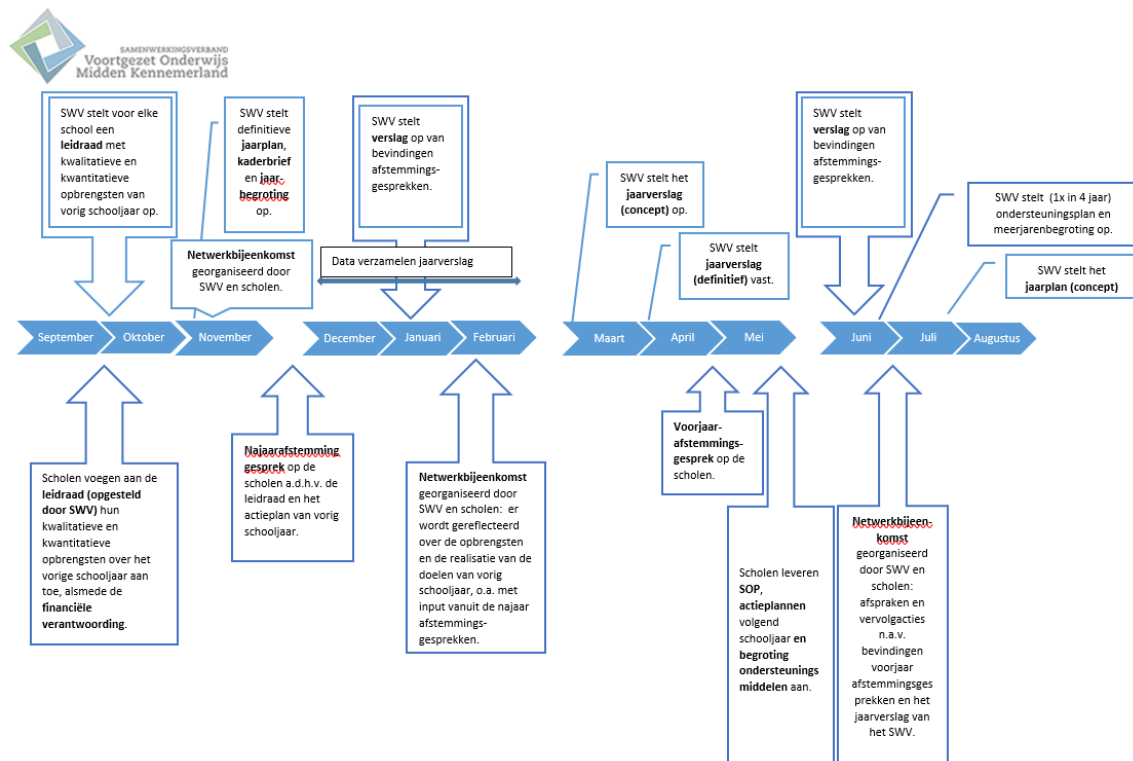 SAMENWERKINGSVERBAND
Voortgezet Onderwijs
Midden Kennemerland
SWV stelt voor elke
school een
leidraad met
kwalitatieve en
kwantitatieve
opbrengsten van
vorig schooljaar op.
SWV stelt
definitieve
jaarplan,
kaderbrief
en jaar-
begroting
op.
Netwerkbijeenkomst
georganiseerd door
SWV en scholen.
SWV stelt
verslag op van
bevindingen
afstemmings-
gesprekken.
Data verzamelen jaarverslag
SWV stelt het
jaarverslag
(concept) op.
SWV stelt
jaarverslag
(definitief) vast.
SWV stelt
verslag op van
bevindingen
afstemmings-
gesprekken.
SWV stelt (1x in 4 jaar)
ondersteuningsplan en
meerjarenbegroting op.
SWV stelt het
jaarplan (concept)
September
Oktober
November
December
Januari
Februari
Maart
April
Mei
Juni
Juli
Augustus
Scholen voegen aan de
leidraad (opgesteld
door SWV) hun
kwalitatieve en
kwantitatieve
opbrengsten over het
vorige schooljaar aan
toe, alsmede de
financiële
verantwoording.
Najaarafstemming
gesprek op de
scholen a.d.h.v. de
leidraad en het
actieplan van vorig
schooljaar.
Netwerkbijeenkomst
georganiseerd door
SWV en scholen: er
wordt gereflecteerd
over de opbrengsten
en de realisatie van de
doelen van vorig
schooljaar, o.a. met
input vanuit de najaar
afstemmings-
gesprekken.
Voorjaar-
afstemmings-
gesprek op de
scholen.
Scholen leveren
SOP,
actieplannen
volgend
schooljaar en
begroting
ondersteunings
middelen aan.
Netwerkbijeen-
komst
georganiseerd
door SWV en
scholen:
afspraken en
vervolgacties
n.a.v.
bevindingen
voorjaar
afstemmingsges
prekken en het
jaarverslag van
het SWV.